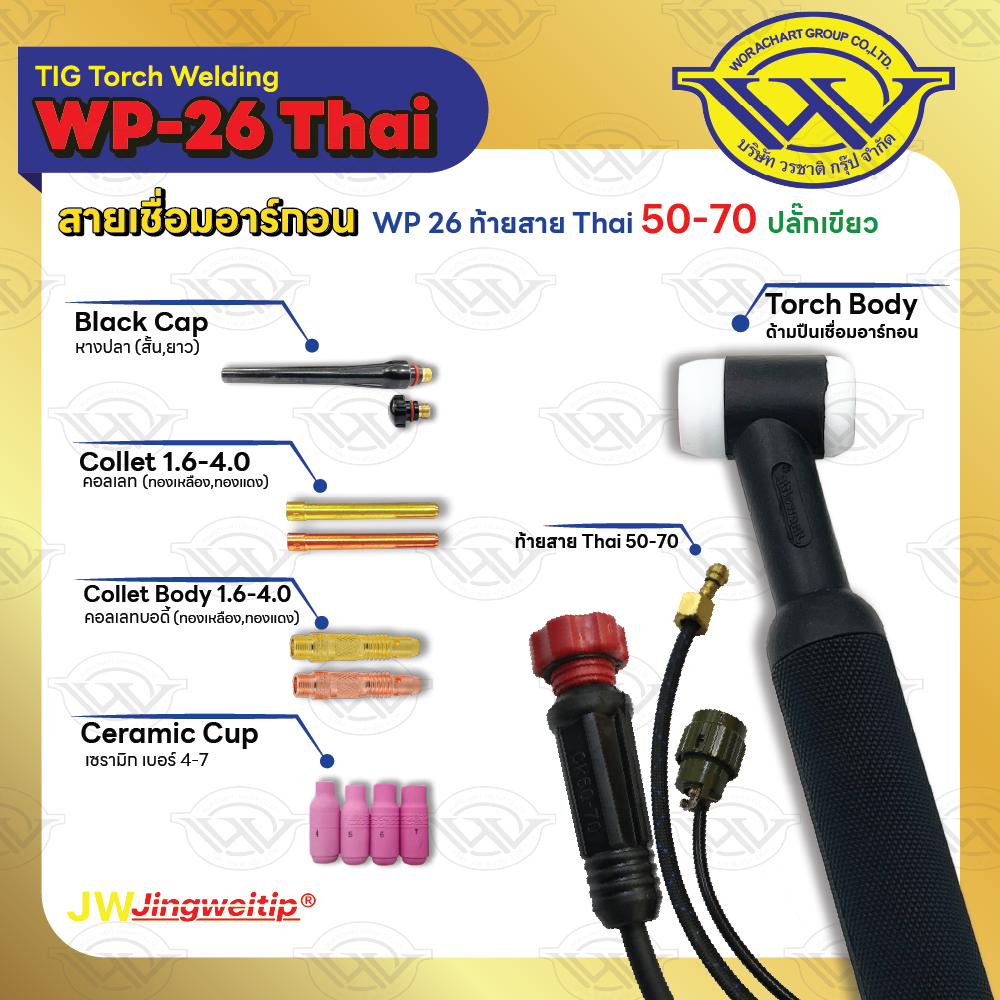 TIG Torch Welding
WP-26 Thai
WORACHART GROUP CO.,LTD.
บริษัท วรชาติ กรุ๊ป จำกัด
สายเชื่อมอาร์กอน WP 26 ท้ายสาย Thai 50-70 ปลั๊กเขียว
Black Cap
หางปลา (สั้น,ยาว)
Torch Body
ด้ามปืนเชื่อมอาร์กอน
Collet 1.6-4.0
คอลเลท (ทองเหลือง,ทองแดง)
ท้ายสาย Thai 50-70
Collet Body 1.6-4.0
คอลเลทบอดี้ (ทองเหลือง,ทองแดง)
Ceramic Cup
เซรามิก เบอร์ 4-7
4 5 6 7
JW Jingweitip®